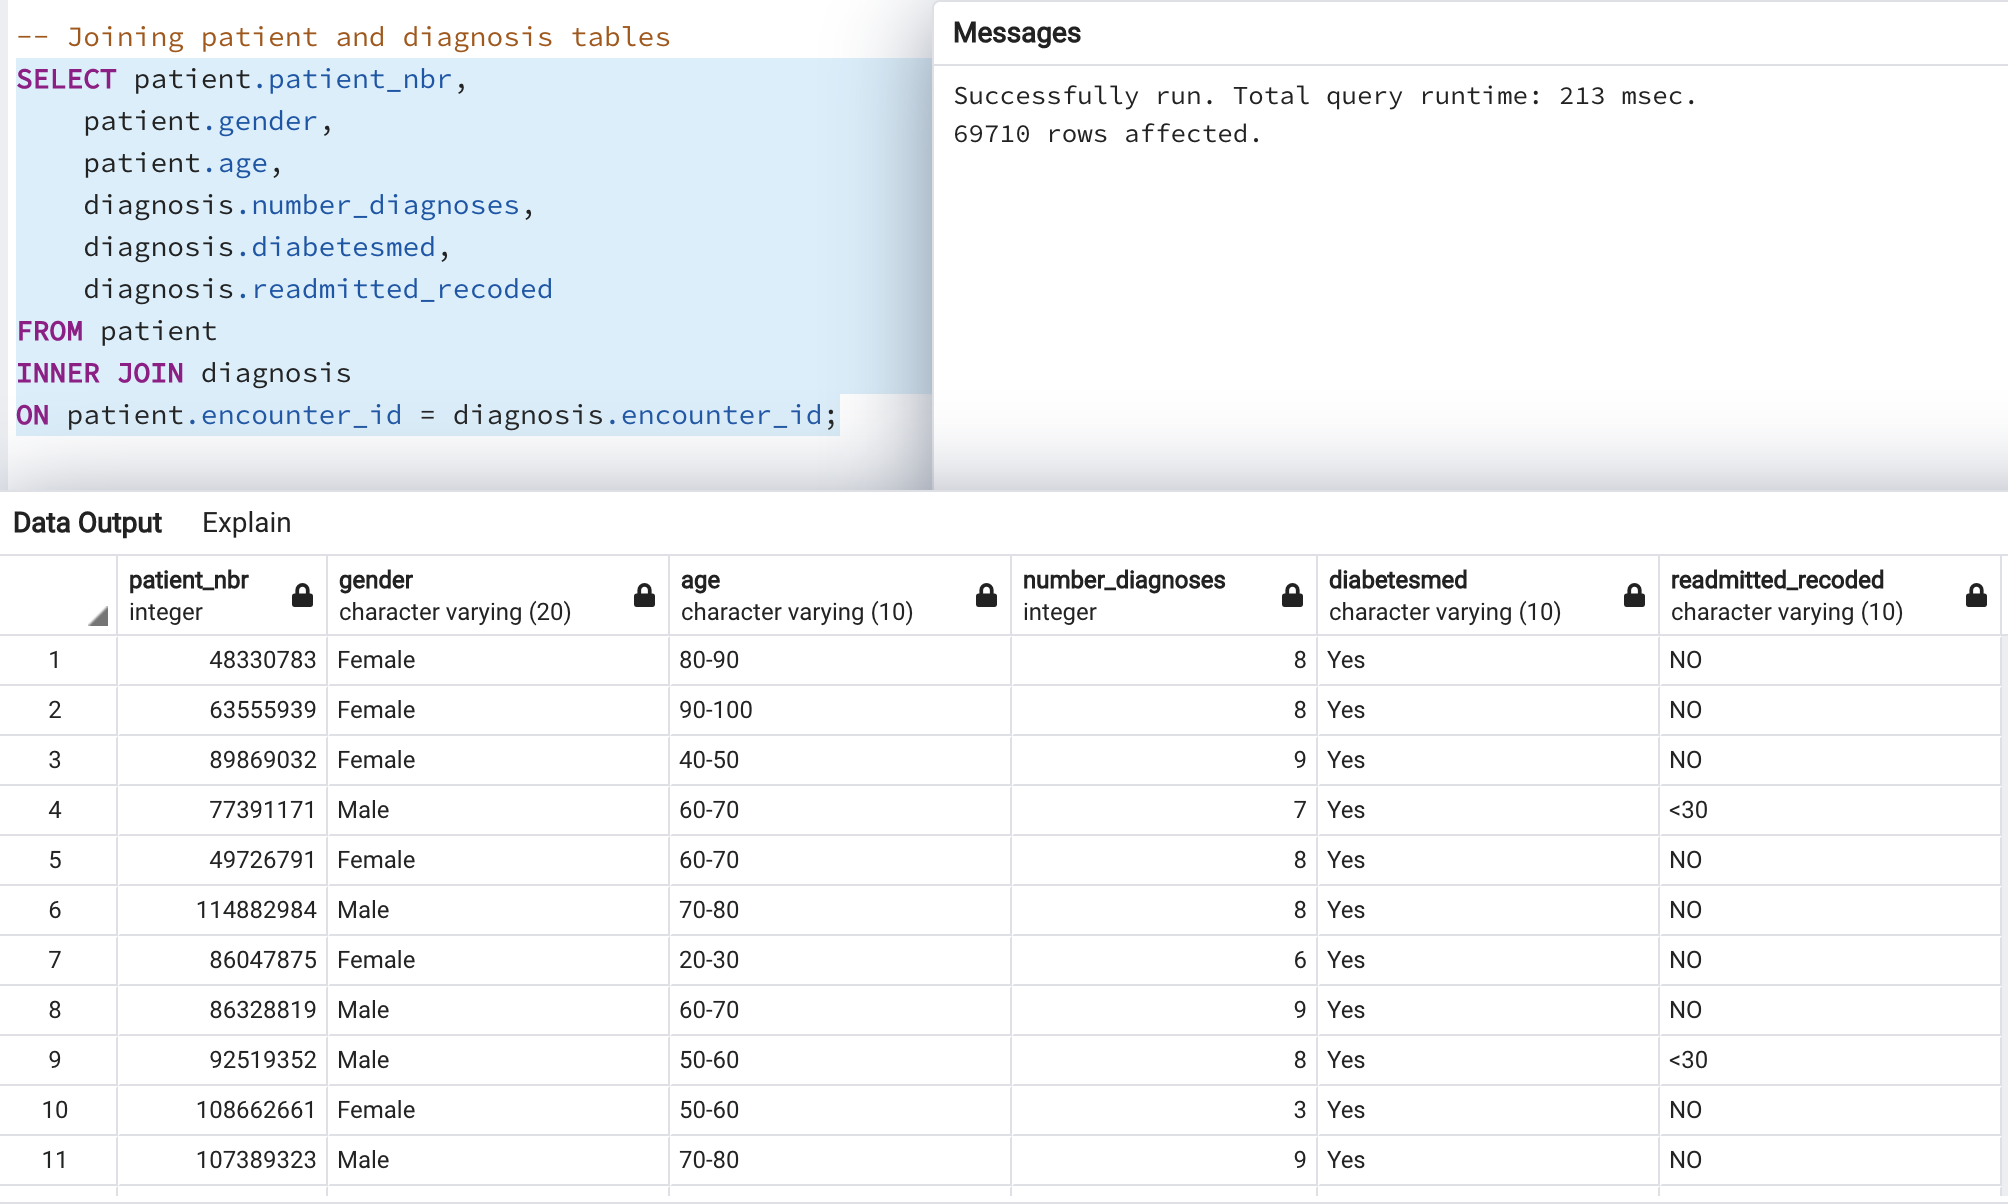 -- Joining patient and diagnosis tables
SELECT patient.patient_nbr,
    patient.gender,
    patient.age,
    diagnosis.number_diagnoses,
    diagnosis.diabetesmed,
    diagnosis.readmitted_recoded
FROM patient
INNER JOIN diagnosis
ON patient.encounter_id = diagnosis.encounter_id;
Messages
Successfully run. Total query runtime: 213 msec.
69710 rows affected.
Data Output Explain
patient_nbr gender age number_diagnoses diabetesmed readmitted_recoded
integer character varying (20) character varying (10) integer character varying (10) character varying (10)
1 48330783 Female 80-90 8 Yes NO
2 63555939 Female 90-100 8 Yes NO
3 89869032 Female 40-50 9 Yes NO
4 77391171 Male 60-70 7 Yes <30
5 49726791 Female 60-70 8 Yes NO
6 114882984 Male 70-80 8 Yes NO
7 86047875 Female 20-30 6 Yes NO
8 86328819 Male 60-70 9 Yes NO
9 92519352 Male 50-60 8 Yes <30
10 108662661 Female 50-60 3 Yes NO
11 107389323 Male 70-80 9 Yes NO